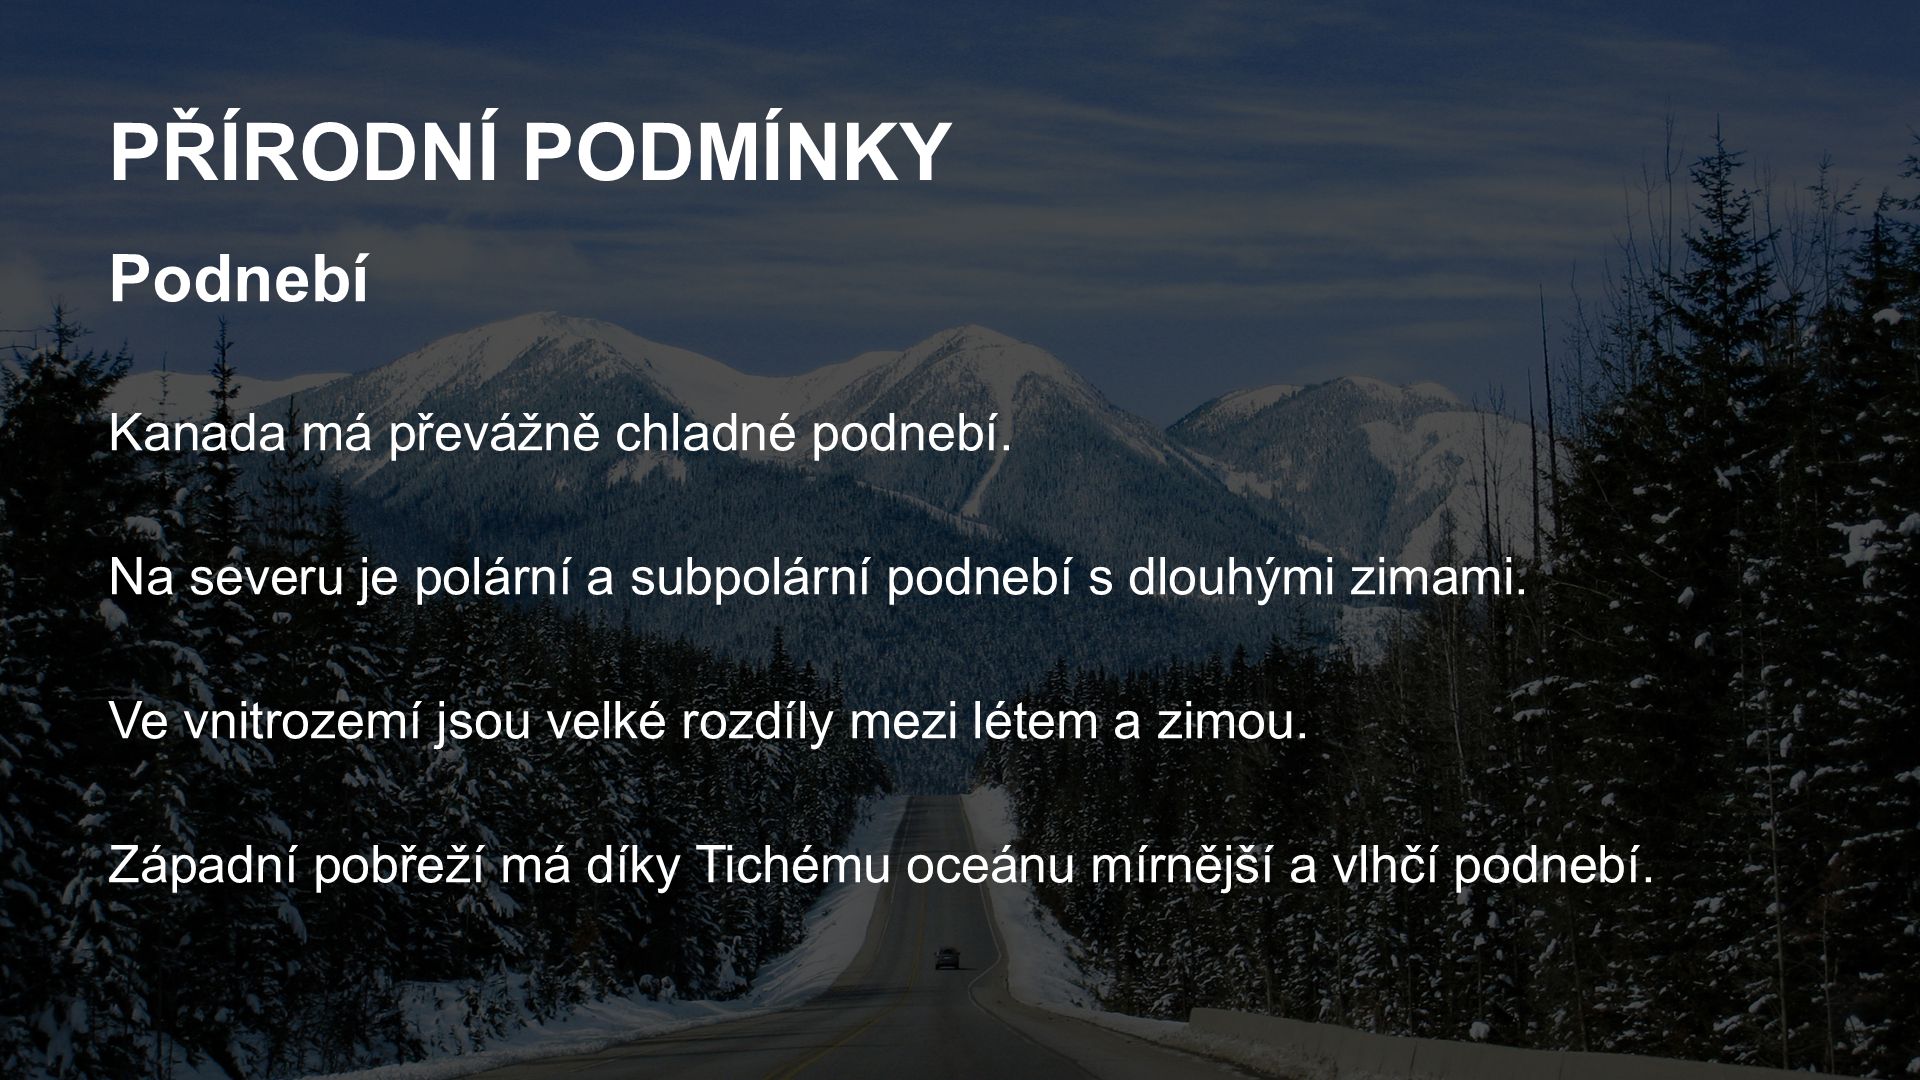 PŘÍRODNÍ PODMÍNKY
Podnebí
Kanada má převážně chladné podnebí.
Na severu je polární a subpolární podnebí s dlouhými zimami.
Ve vnitrozemí jsou velké rozdíly mezi létem a zimou.
Západní pobřeží má díky Tichému oceánu mírnější a vlhčí podnebí.